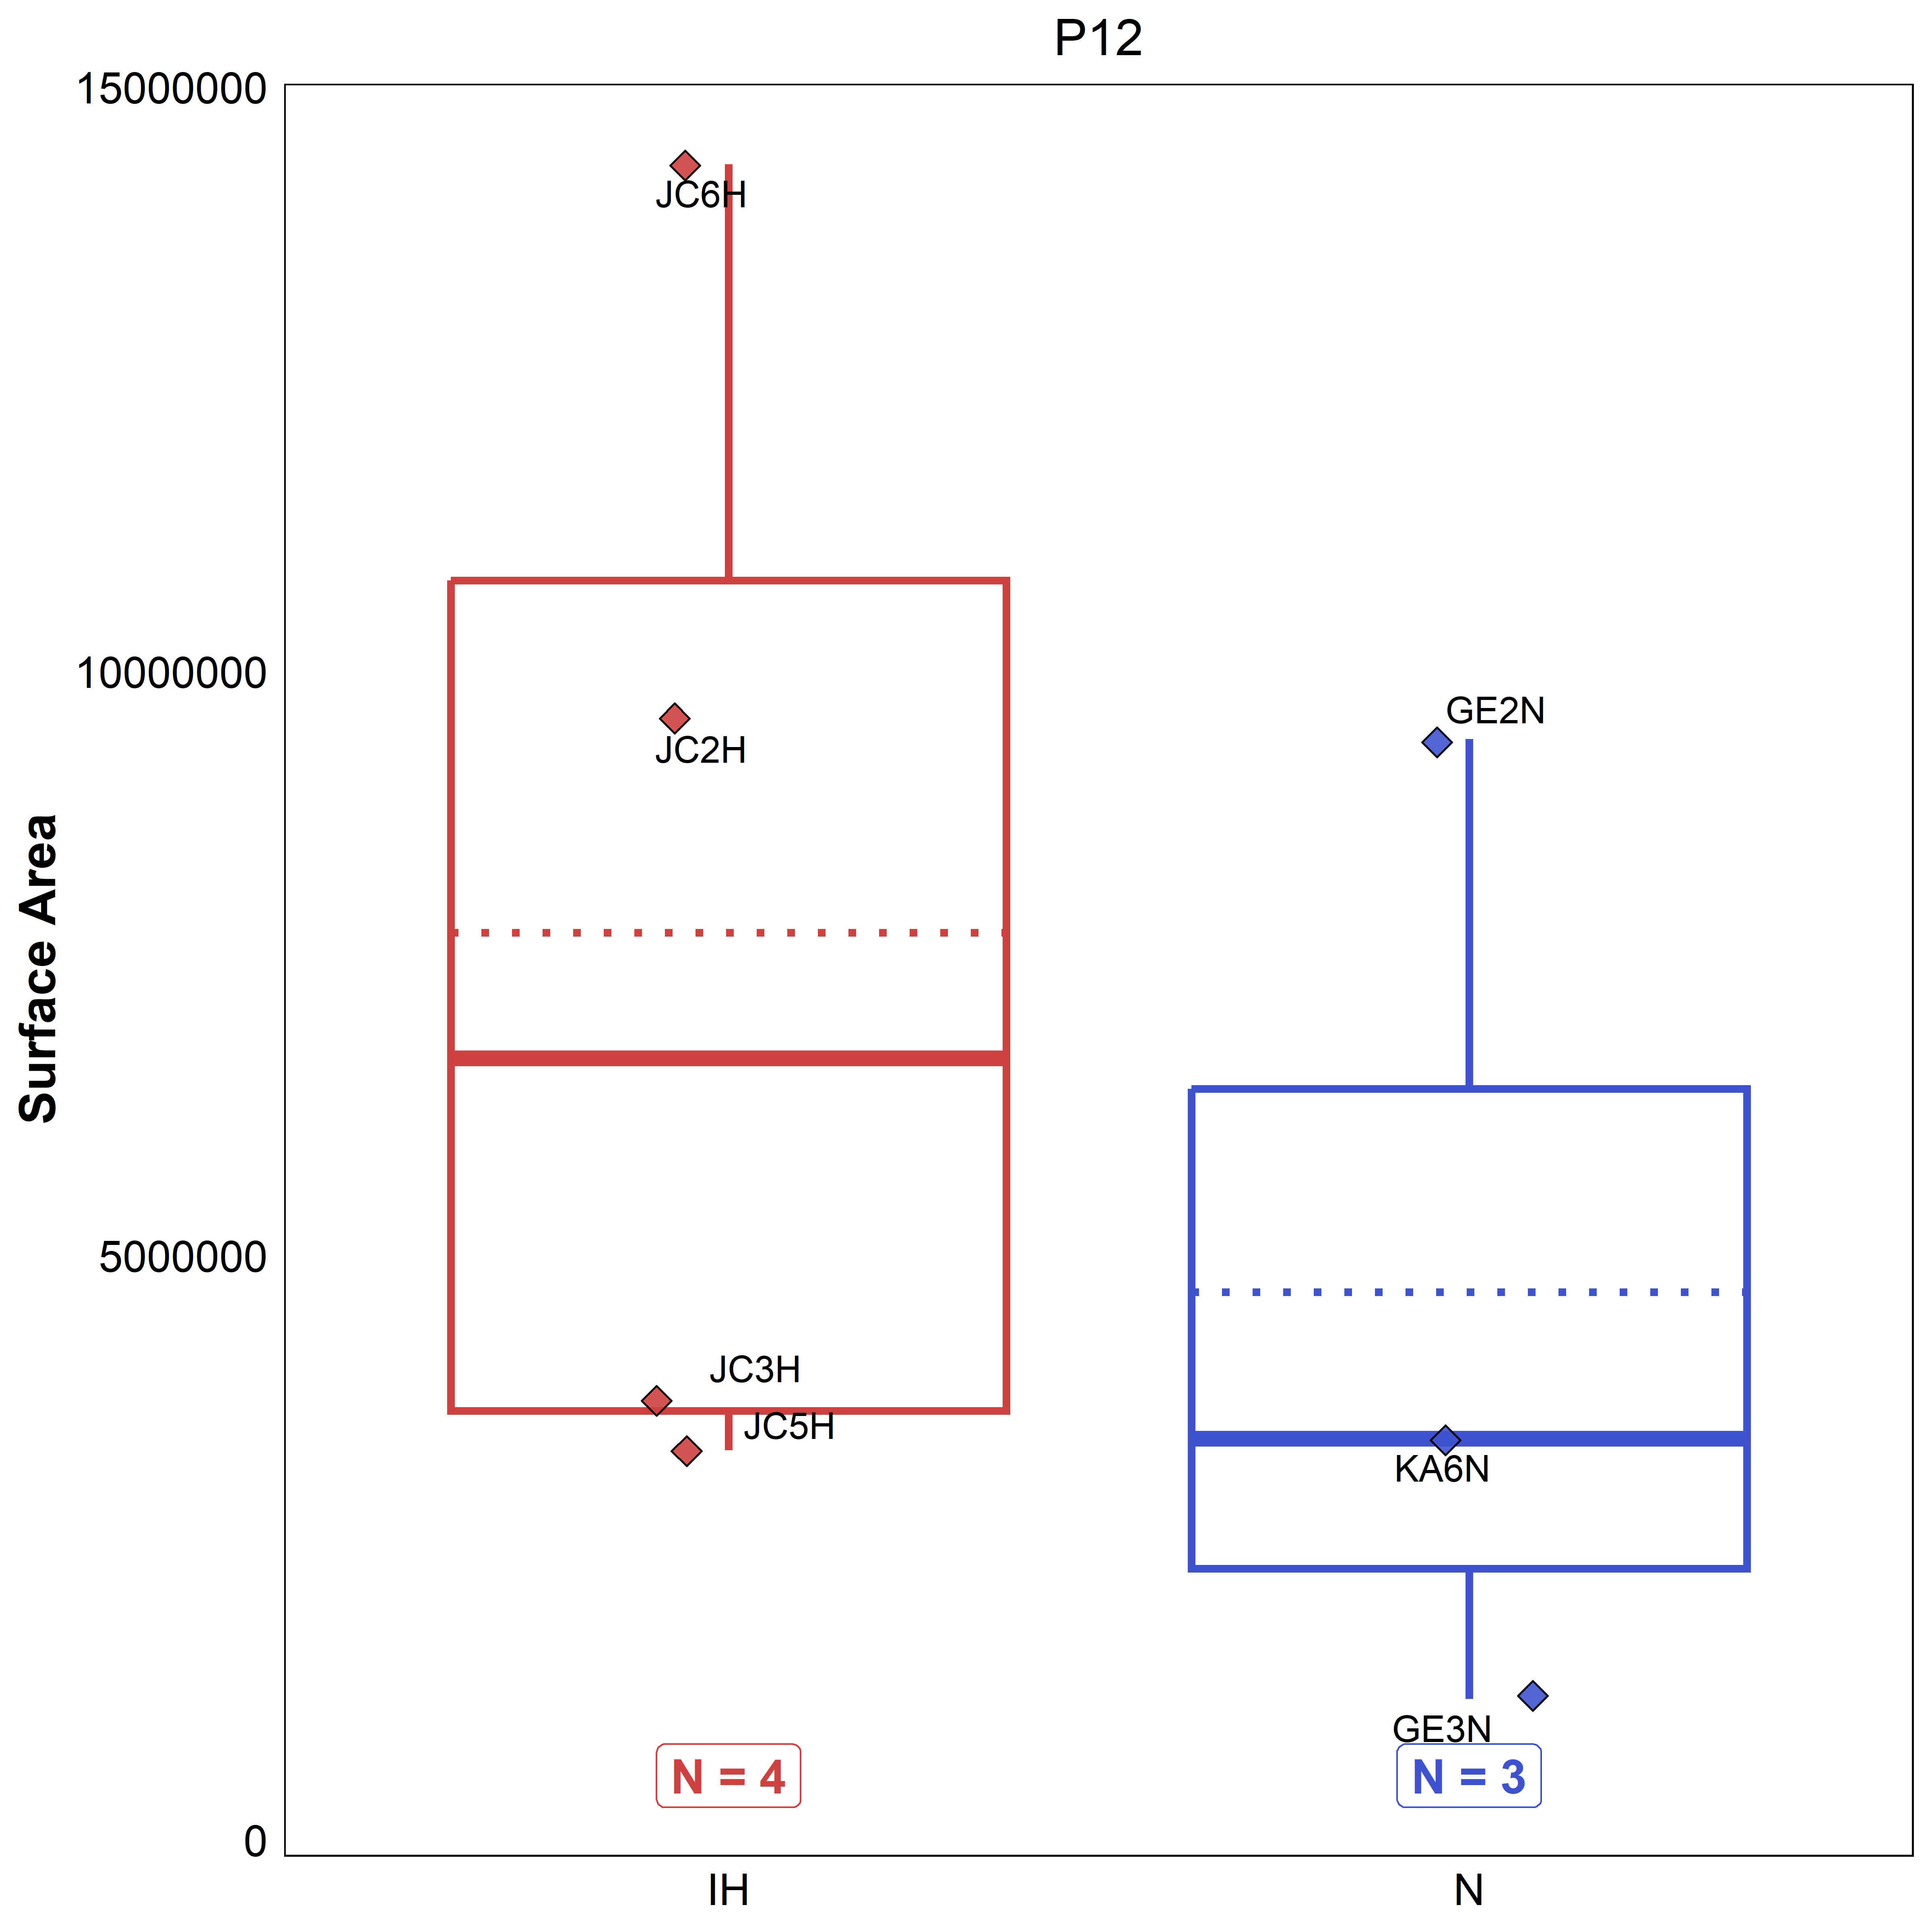 P12
15000000
10000000
5000000
0
Surface Area
JC6H
JC2H
JC3H
JC5H
GE2N
KA6N
GE3N
N = 4
N = 3
IH
N